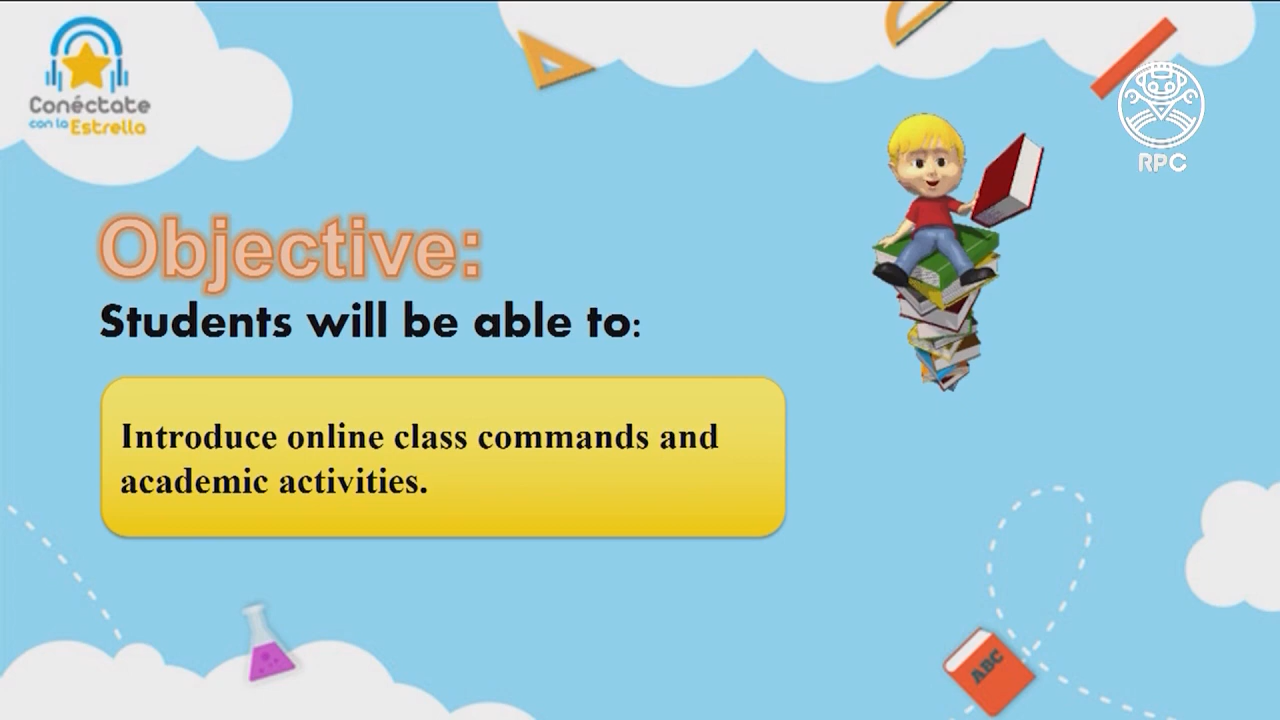 Conéctate
con la Estrella
RPC
Objective:
Students will be able to:
Introduce online class commands and
academic activities.
ABC